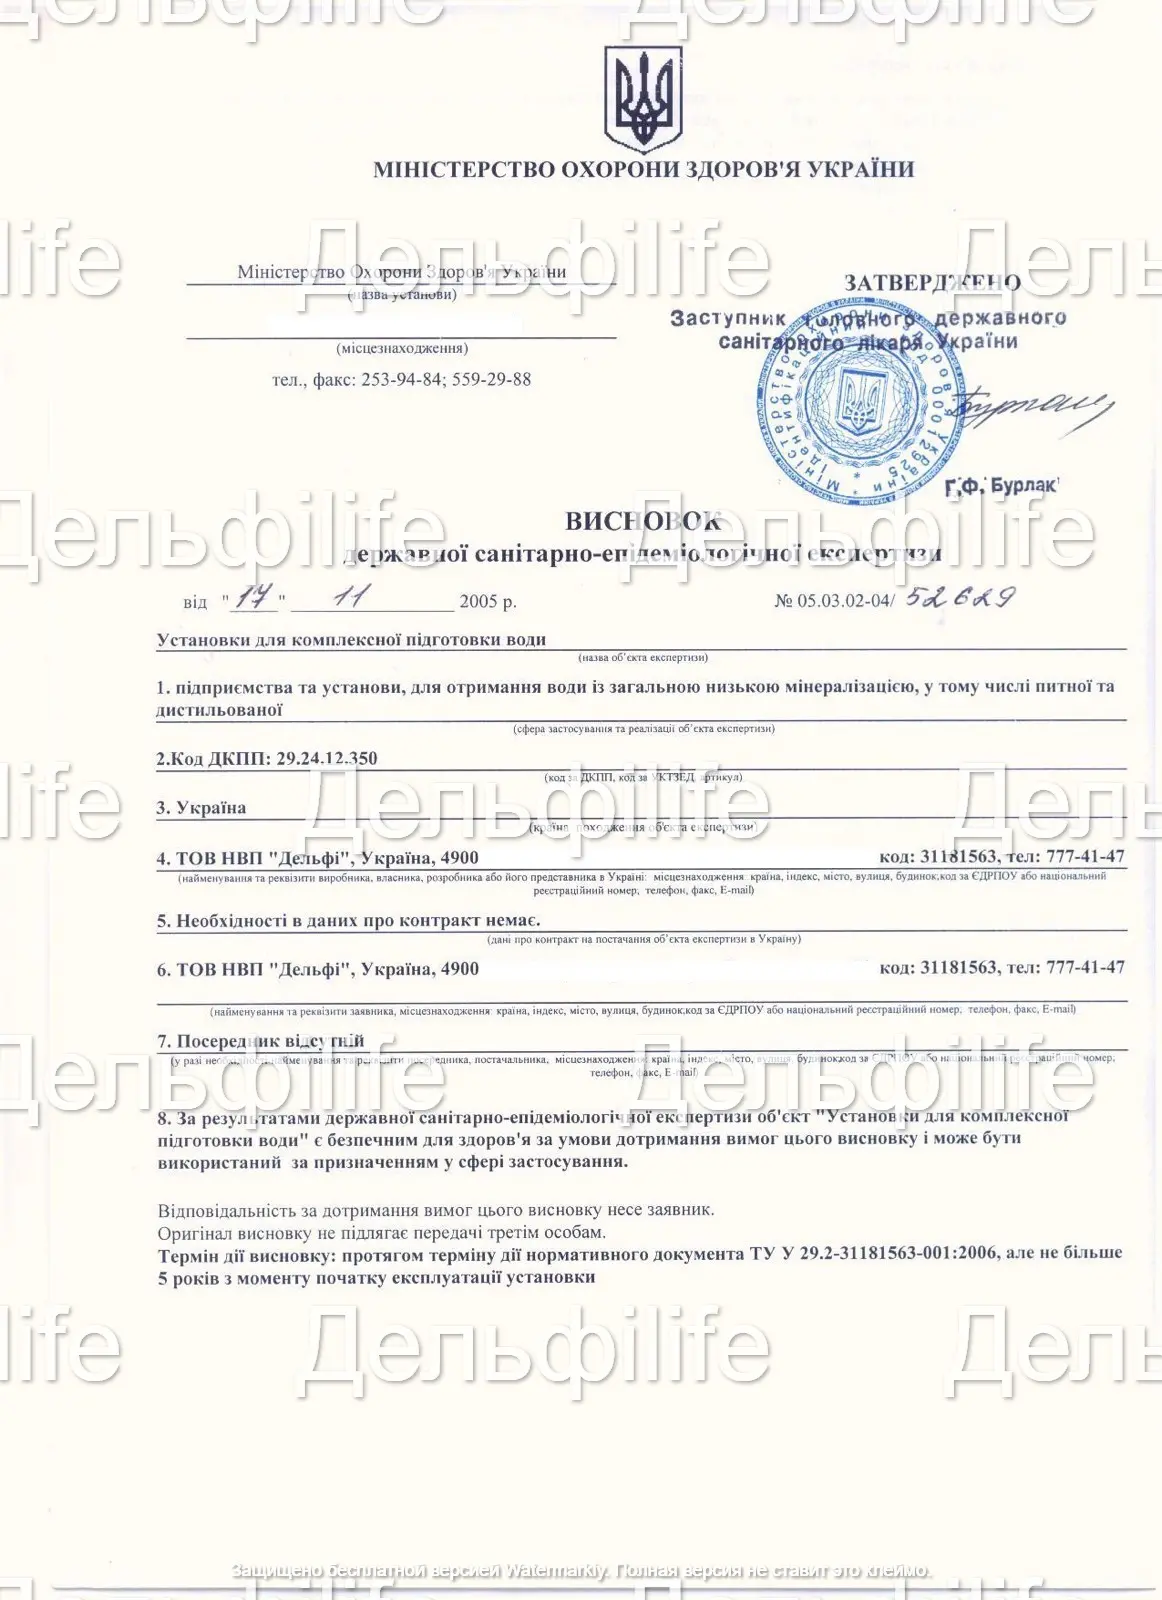 МІНІСТЕРСТВО ОХОРОНИ ЗДОРОВ'Я УКРАЇНИ
Міністерство Охорони Здоров'я України
(назва установи)
(місцезнаходження)
тел., факс: 253-94-84; 559-29-88
ЗАТВЕРДЖЕНО
Заступник головного державного
санітарного лікаря України
Міністерство охорони здоров'я України * Ідентифікаційний код 00012925 *
Г.Ф. Бурлак
ВИСНОВОК
державної санітарно-епідеміологічної експертизи
від "17" 11 2005 р.
№ 05.03.02-04/ 52629
Установки для комплексної підготовки води
(назва об'єкта експертизи)
1. підприємства та установи, для отримання води із загальною низькою мінералізацією, у тому числі питної та
дистильованої
(сфера застосування та реалізації об'єкта експертизи)
2.Код ДКПП: 29.24.12.350
(код за ДКПП, код за УКТЗЕД, артикул)
3. Україна
(країна походження об'єкта експертизи)
4. ТОВ НВП "Дельфі", Україна, 4900 код: 31181563, тел: 777-41-47
(найменування та реквізити виробника, власника, розробника або його представника в Україні: місцезнаходження: країна, індекс, місто, вулиця, будинок,код за ЄДРПОУ або національний
реєстраційний номер, телефон, факс, E-mail)
5. Необхідності в даних про контракт немає.
(дані про контракт на постачання об'єкта експертизи в Україну)
6. ТОВ НВП "Дельфі", Україна, 4900 код: 31181563, тел: 777-41-47
(найменування та реквізити заявника, місцезнаходження: країна, індекс, місто, вулиця, будинок,код за ЄДРПОУ або національний реєстраційний номер, телефон, факс, E-mail)
7. Посередник відсутній
(у разі необхідності найменування та реквізити посередника, постачальника, місцезнаходження: країна, індекс, місто, вулиця, будинок,код за ЄДРПОУ або національний реєстраційний номер,
телефон, факс, E-mail)
8. За результатами державної санітарно-епідеміологічної експертизи об'єкт "Установки для комплексної
підготовки води" є безпечним для здоров'я за умови дотримання вимог цього висновку і може бути
використаний за призначенням у сфері застосування.
Відповідальність за дотримання вимог цього висновку несе заявник.
Оригінал висновку не підлягає передачі третім особам.
Термін дії висновку: протягом терміну дії нормативного документа ТУ У 29.2-31181563-001:2006, але не більше
5 років з моменту початку експлуатації установки
Дельфilife
Защищено бесплатной версией Watermarkly. Полная версия не ставит это клеймо.